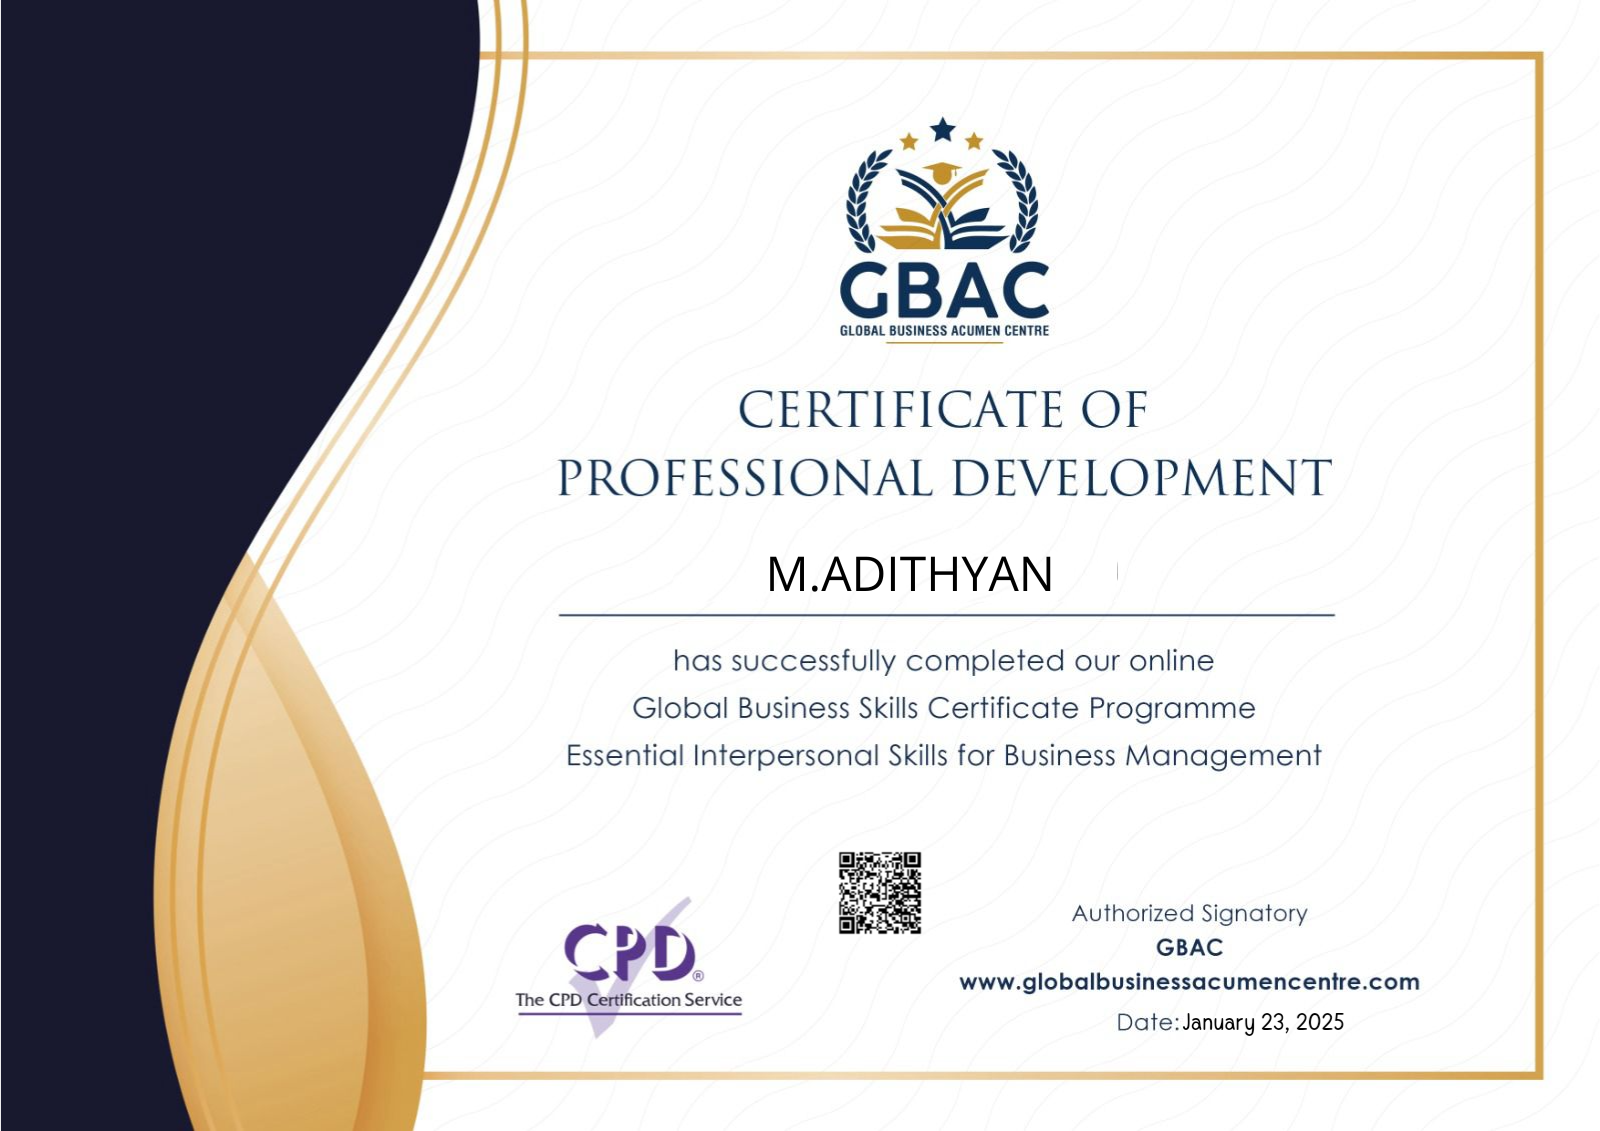 GBAC
GLOBAL BUSINESS ACUMEN CENTRE
CERTIFICATE OF
PROFESSIONAL DEVELOPMENT
M.ADITHYAN
has successfully completed our online
Global Business Skills Certificate Programme
Essential Interpersonal Skills for Business Management
CPD®
The CPD Certification Service
Authorized Signatory
GBAC
www.globalbusinessacumencentre.com
Date:January 23, 2025